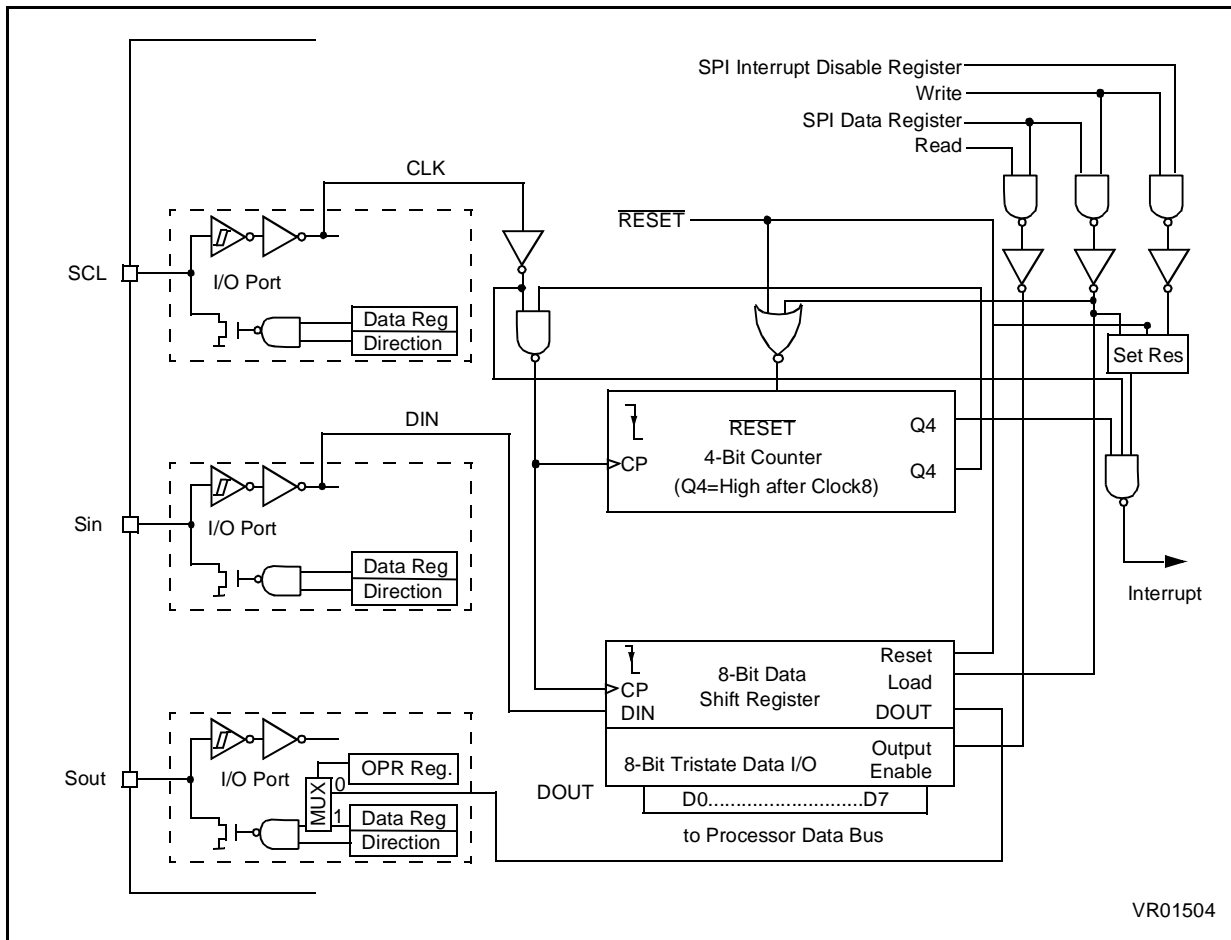 SPI Interrupt Disable Register
Write
SPI Data Register
Read
CLK
RESET
SCL
I/O Port
Data Reg
Direction
Set Res
DIN
RESET
4-Bit Counter
(Q4=High after Clock8)
CP
Q4
Q4
Sin
I/O Port
Data Reg
Direction
Interrupt
CP
DIN
8-Bit Data
Shift Register
Reset
Load
DOUT
8-Bit Tristate Data I/O
Output
Enable
Sout
I/O Port
OPR Reg.
MUX
0
1
Data Reg
Direction
DOUT
D0............................D7
to Processor Data Bus
VR01504